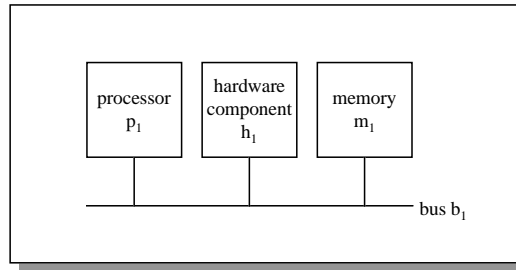 processor
p₁
hardware
component
h₁
memory
m₁
bus b₁